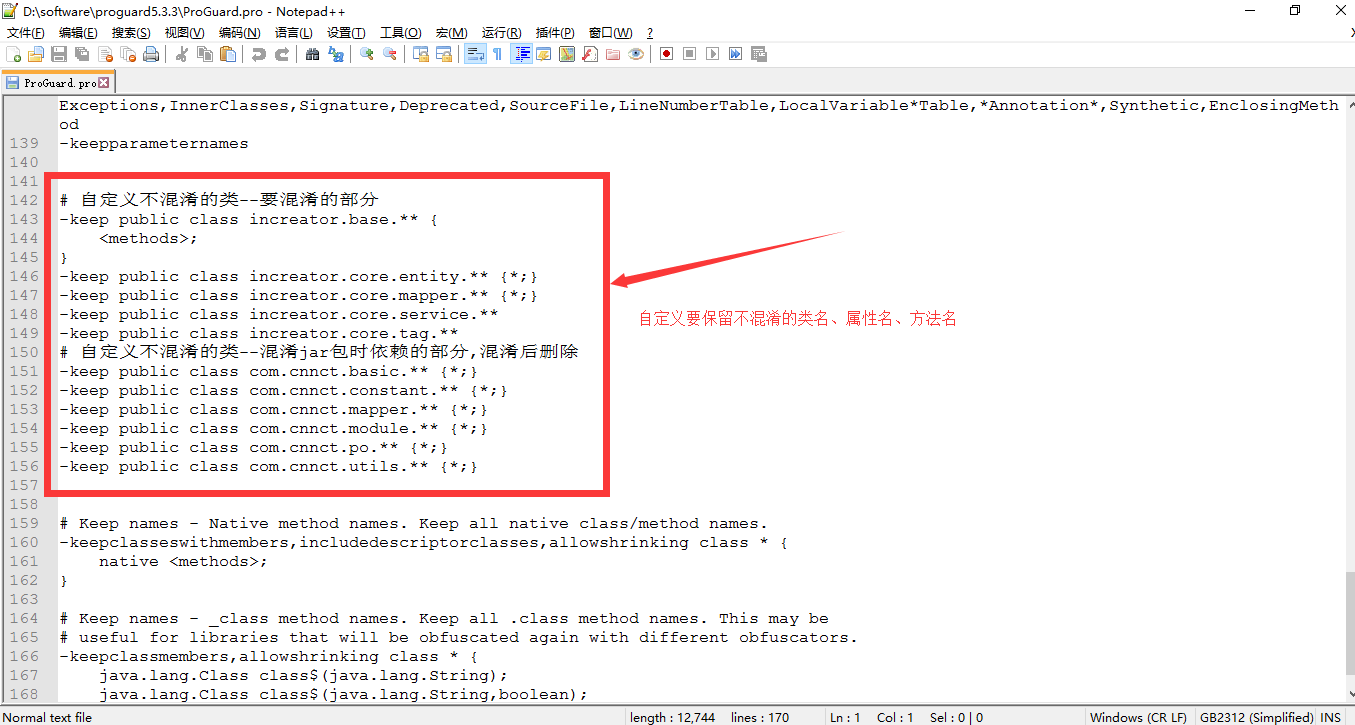 D:\software\proguard5.3.3\ProGuard.pro - Notepad++
文件(F) 编辑(E) 搜索(S) 视图(V) 编码(N) 语言(L) 设置(T) 工具(O) 宏(M) 运行(R) 插件(P) 窗口(W) ?
ProGuard.pro
Exceptions,InnerClasses,Signature,Deprecated,SourceFile,LineNumberTable,LocalVariable*Table,*Annotation*,Synthetic,EnclosingMeth
od
139 -keepparameternames
140
141
142 # 自定义不混淆的类--要混淆的部分
143 -keep public class increator.base.** {
144     <methods>;
145 }
146 -keep public class increator.core.entity.** {*;}
147 -keep public class increator.core.mapper.** {*;}
148 -keep public class increator.core.service.**
149 -keep public class increator.core.tag.**
自定义要保留不混淆的类名、属性名、方法名
150 # 自定义不混淆的类--混淆jar包时依赖的部分,混淆后删除
151 -keep public class com.cnnct.basic.** {*;}
152 -keep public class com.cnnct.constant.** {*;}
153 -keep public class com.cnnct.mapper.** {*;}
154 -keep public class com.cnnct.module.** {*;}
155 -keep public class com.cnnct.po.** {*;}
156 -keep public class com.cnnct.utils.** {*;}
157
158
159 # Keep names - Native method names. Keep all native class/method names.
160 -keepclasseswithmembers,includedescriptorclasses,allowshrinking class * {
161     native <methods>;
162 }
163
164 # Keep names - _class method names. Keep all .class method names. This may be
165 # useful for libraries that will be obfuscated again with different obfuscators.
166 -keepclassmembers,allowshrinking class * {
167     java.lang.Class class$(java.lang.String);
168     java.lang.Class class$(java.lang.String,boolean);
Normal text file length : 12,744 lines : 170 Ln : 1 Col : 1 Sel : 0 | 0 Windows (CR LF) GB2312 (Simplified) INS